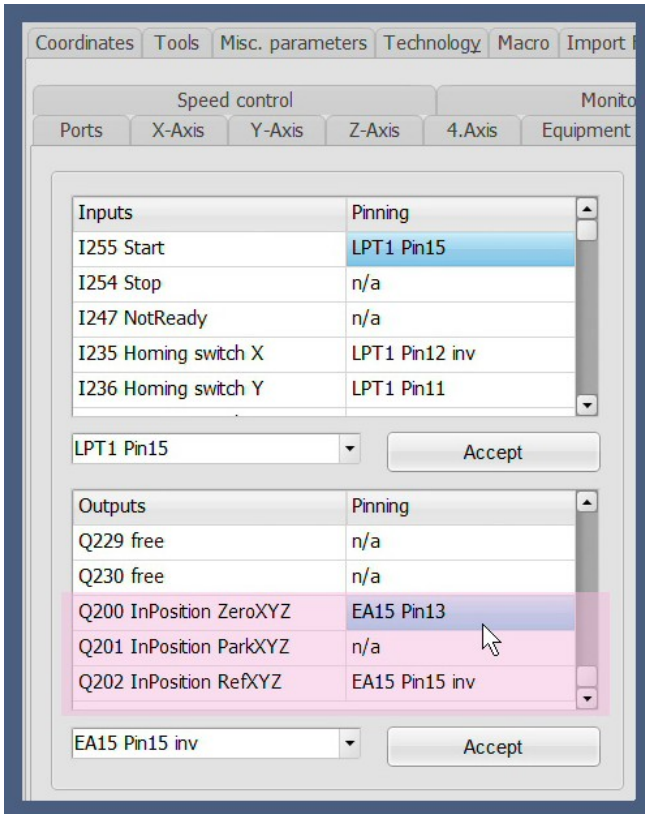 Coordinates Tools Misc. parameters Technology Macro Import
Speed control Monito
Ports X-Axis Y-Axis Z-Axis 4.Axis Equipment
Inputs Pinning
I255 Start LPT1 Pin15
I254 Stop n/a
I247 NotReady n/a
I235 Homing switch X LPT1 Pin12 inv
I236 Homing switch Y LPT1 Pin11
LPT1 Pin15 Accept
Outputs Pinning
Q229 free n/a
Q230 free n/a
Q200 InPosition ZeroXYZ EA15 Pin13
Q201 InPosition ParkXYZ n/a
Q202 InPosition RefXYZ EA15 Pin15 inv
EA15 Pin15 inv Accept